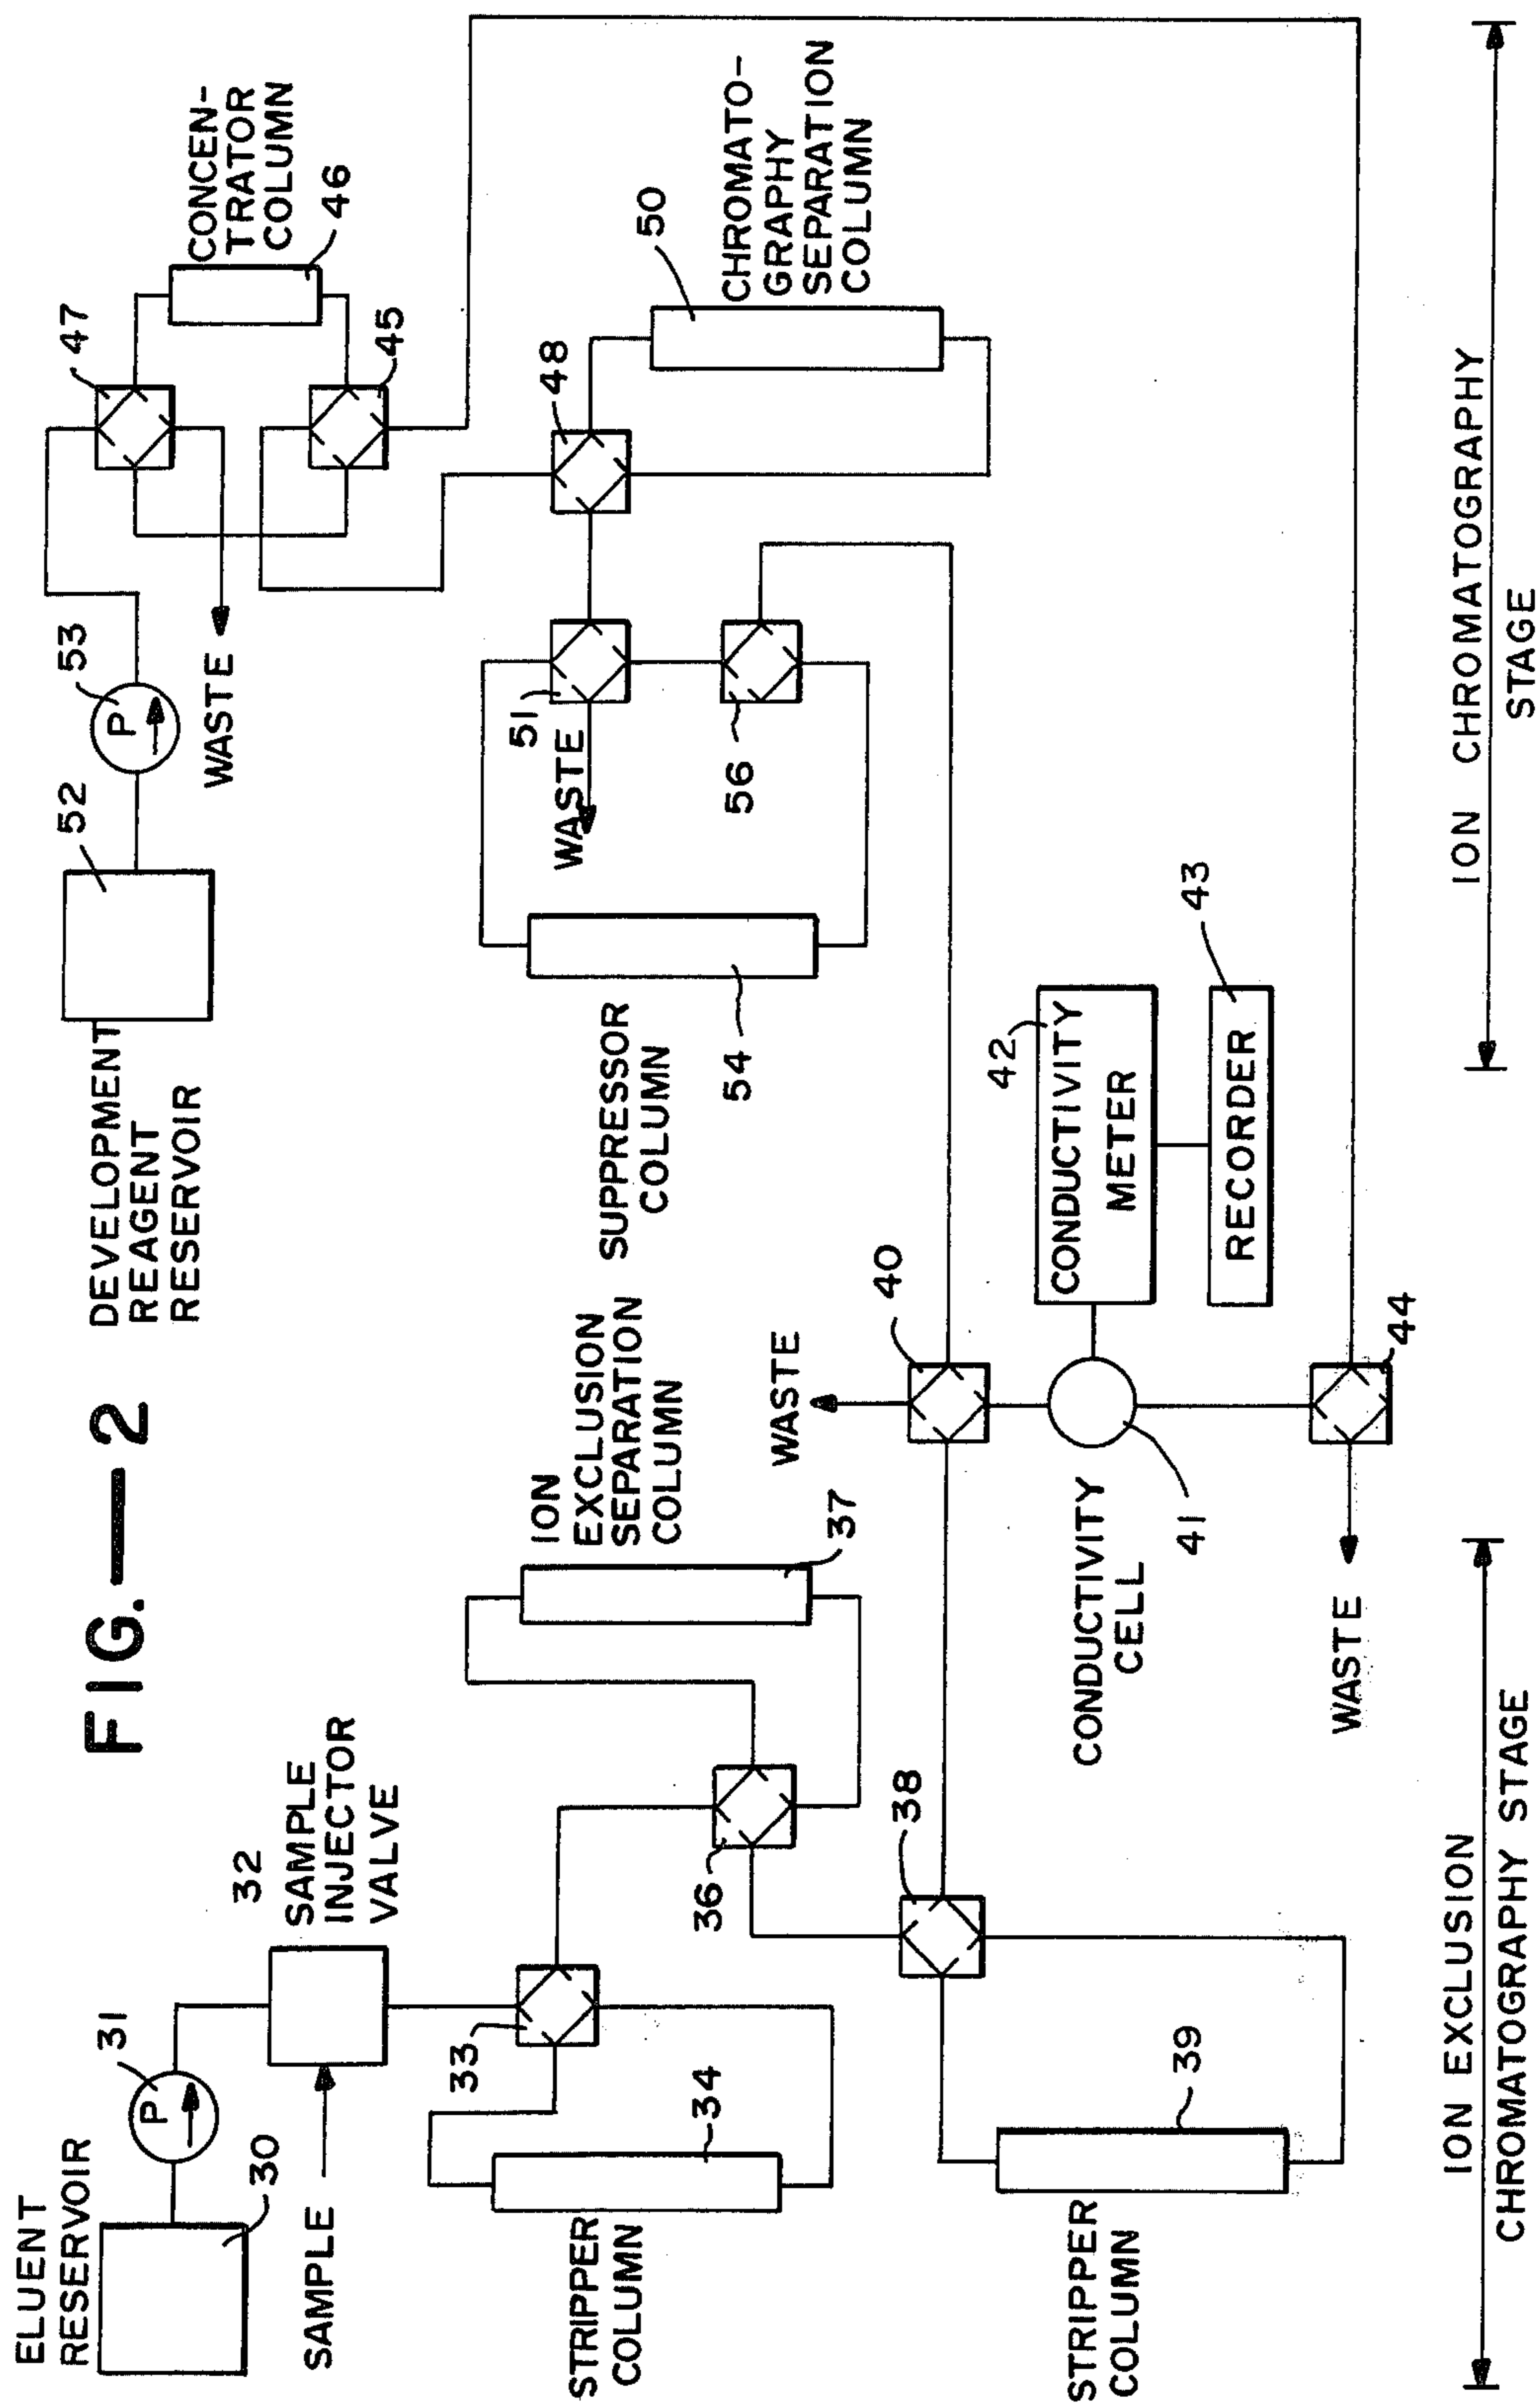 FIG.—2
ELUENT
RESERVOIR
30
P
31
SAMPLE
32
SAMPLE
INJECTOR
VALVE
33
STRIPPER
COLUMN
34
36
ION
EXCLUSION
SEPARATION
COLUMN
37
38
STRIPPER
COLUMN
39
WASTE
40
CONDUCTIVITY
CELL
41
42
CONDUCTIVITY
METER
43
RECORDER
44
WASTE
ION EXCLUSION
CHROMATOGRAPHY STAGE
DEVELOPMENT
REAGENT
RESERVOIR
52
P
53
WASTE
47
CONCEN-
TRATOR
COLUMN
46
45
48
50
CHROMATO-
GRAPHY
SEPARATION
COLUMN
51
WASTE
56
SUPPRESSOR
COLUMN
54
ION CHROMATOGRAPHY
STAGE